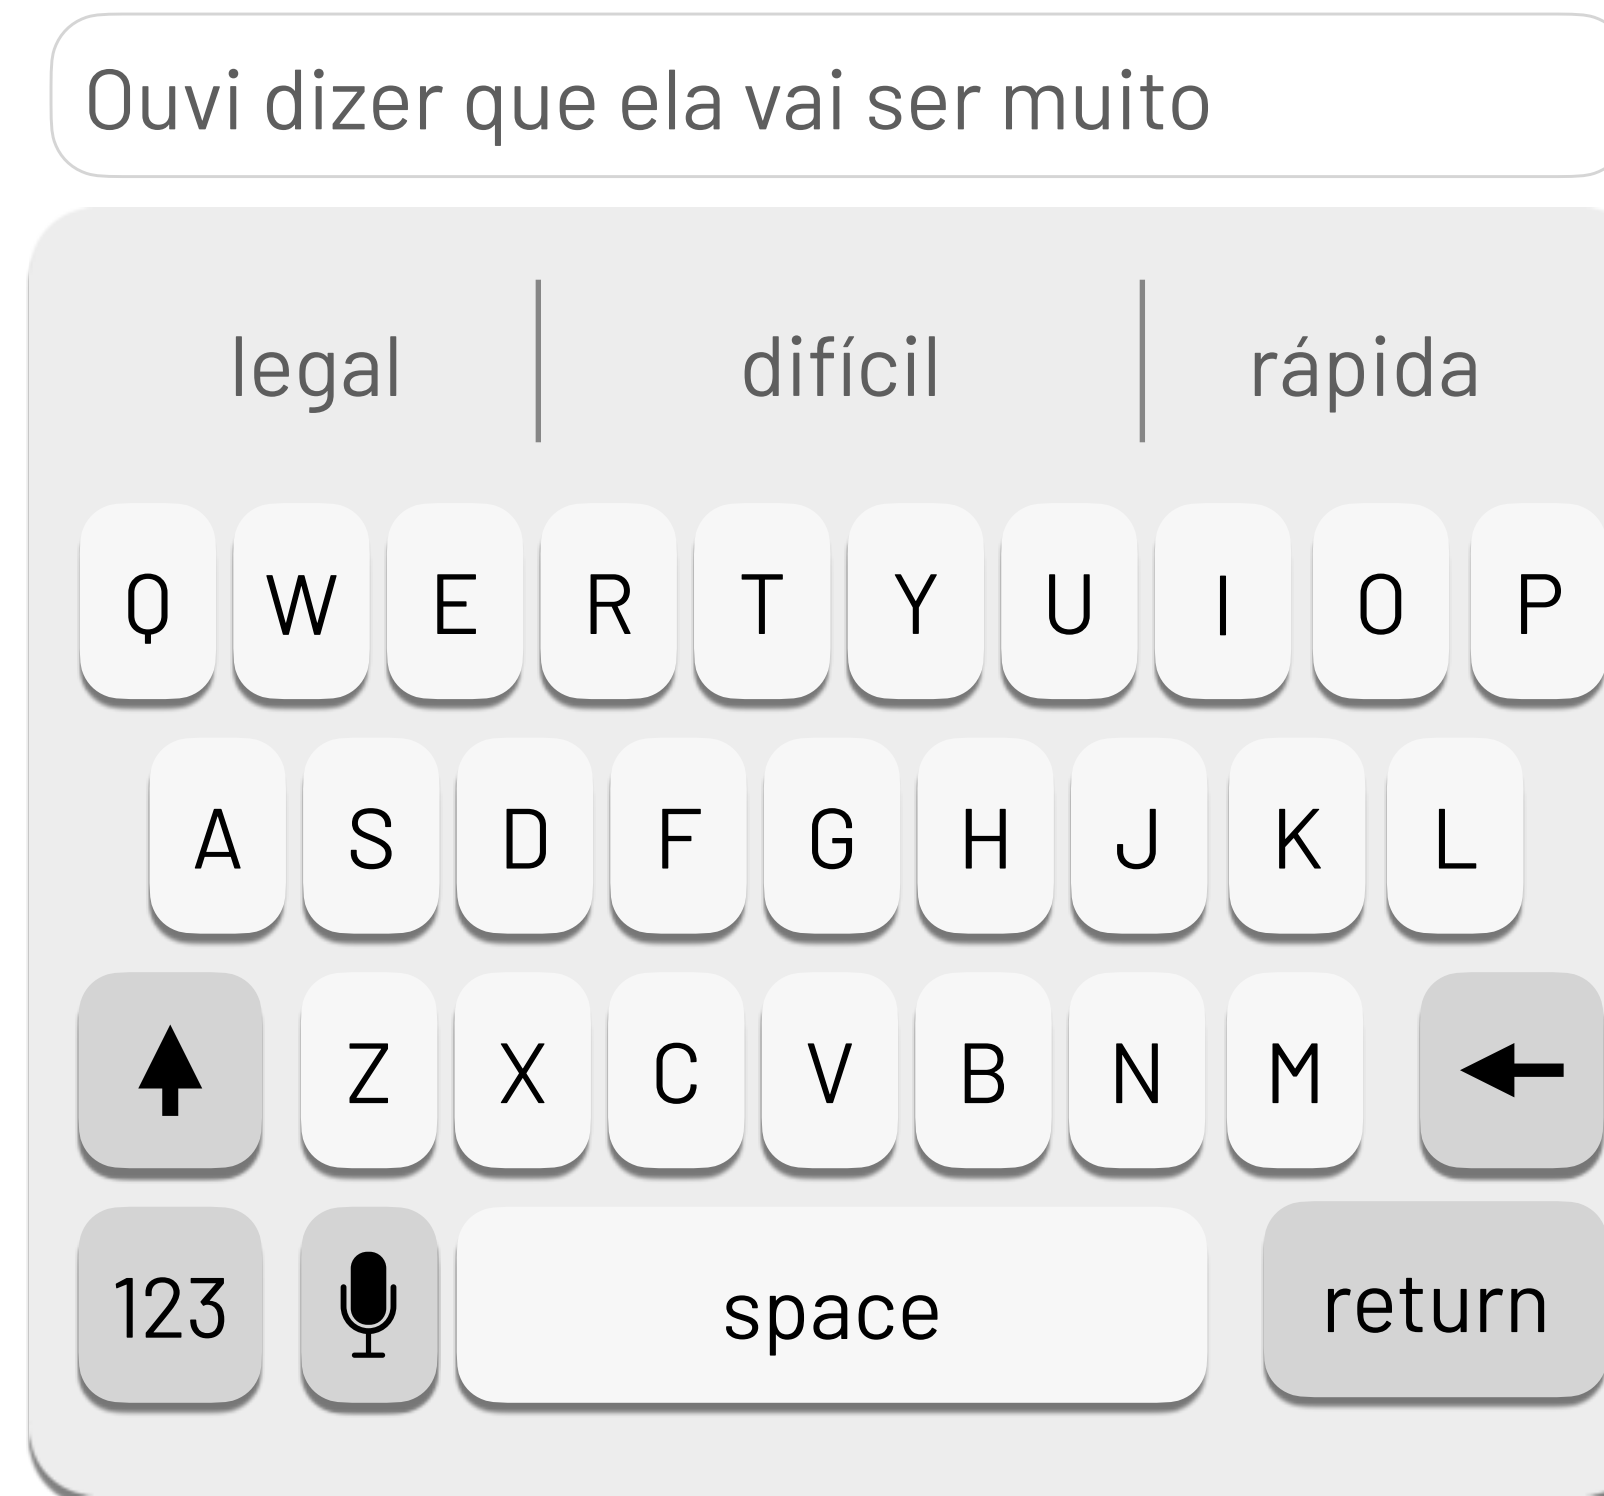 Ouvi dizer que ela vai ser muito
legal difícil rápida
Q W E R T Y U I O P
A S D F G H J K L
Z X C V B N M
123 space return